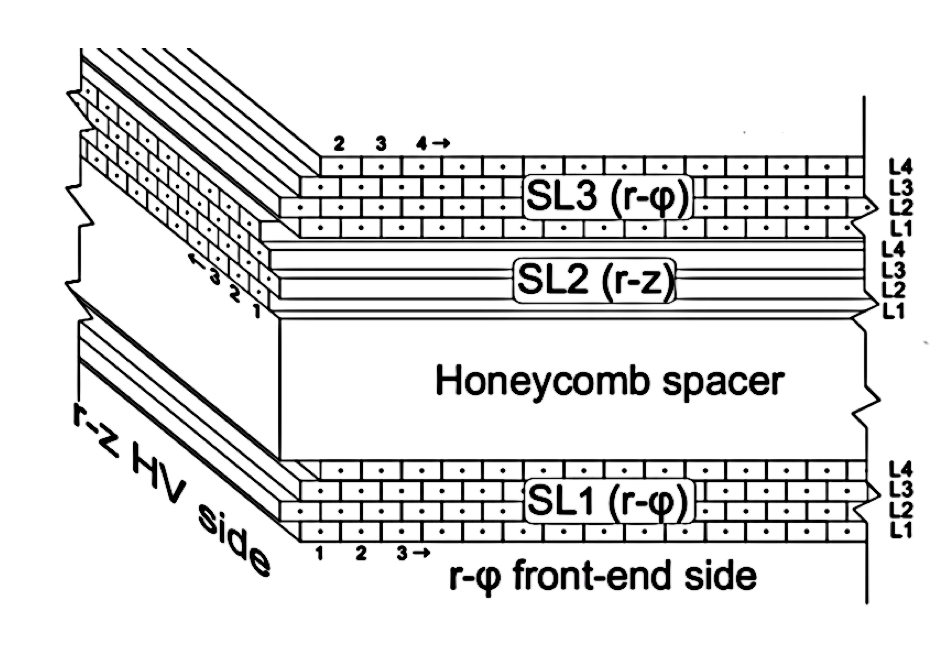 2 3 4→
L4
L3
SL3 (r-φ)
L2
L1
L4
L3
SL2 (r-z)
L2
←3 2 1
L1
Honeycomb spacer
L4
L3
SL1 (r-φ)
L2
L1
1 2 3→
r-z HV side
r-φ front-end side